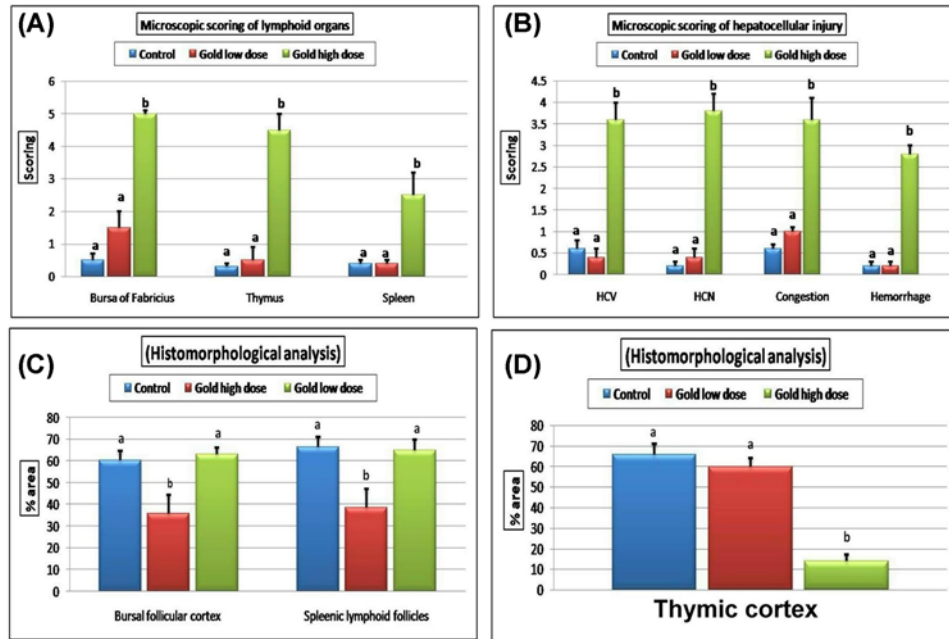 (A)
Microscopic scoring of lymphoid organs
Control Gold low dose Gold high dose
6
5
4
3
2
1
0
Scoring
a a b
a a b
a a b
Bursa of Fabricius Thymus Spleen
(B)
Microscopic scoring of hepatocellular injury
Control Gold low dose Gold high dose
4.5
4
3.5
3
2.5
2
1.5
1
0.5
0
Scoring
a a b
a a b
a a b
a a b
HCV HCN Congestion Hemorrhage
(C)
(Histomorphological analysis)
Control Gold high dose Gold low dose
80
70
60
50
40
30
20
10
0
% area
a b a
a b a
Bursal follicular cortex Spleenic lymphoid follicles
(D)
(Histomorphological analysis)
Control Gold low dose Gold high dose
80
70
60
50
40
30
20
10
0
% area
a a b
Thymic cortex